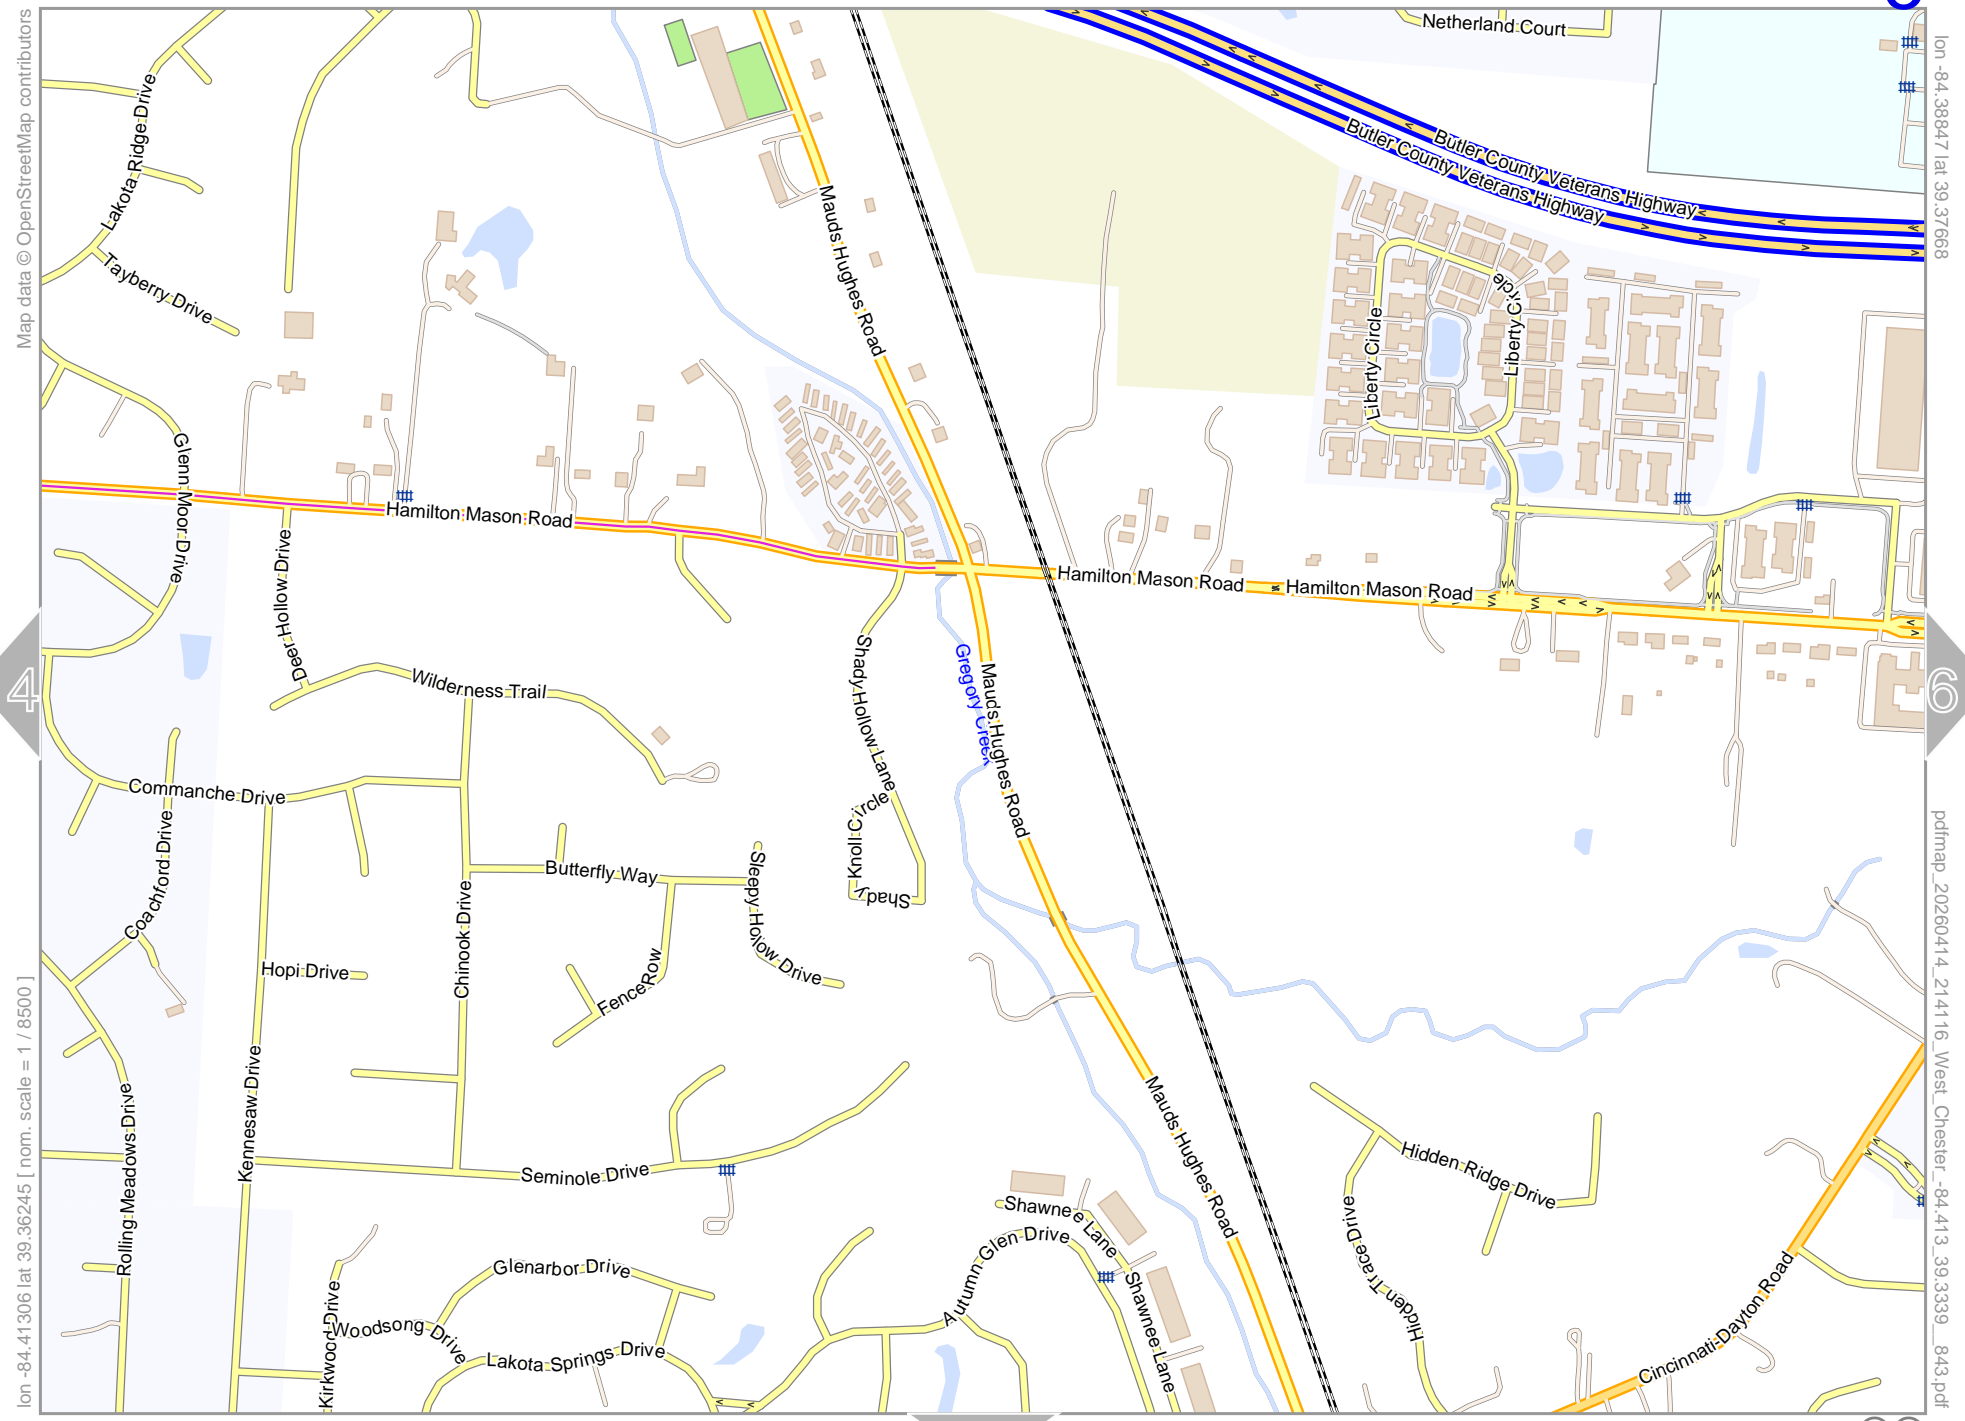 Map data © OpenStreetMap contributors
lon -84.41306 lat 39.36245 [ nom. scale = 1 / 8500 ]
lon -84.38847 lat 39.37668
pdfmap_20260414_214116_West_Chester_-84.413_39.33339__843.pdf
4
6
Netherland Court
Butler County Veterans Highway
Butler County Veterans Highway
Lakota Ridge Drive
Tayberry Drive
Mauds Hughes Road
Liberty Circle
Liberty Circle
Glenn Moor Drive
Hamilton Mason Road
Hamilton Mason Road
Hamilton Mason Road
Deer Hollow Drive
Wilderness Trail
Shady Hollow Lane
Gregory Creek
Mauds Hughes Road
Commanche Drive
Coachford Drive
Shady Knoll Circle
Butterfly Way
Sleepy Hollow Drive
Chinook Drive
Hopi Drive
Fence Row
Kennesaw Drive
Rolling Meadows Drive
Seminole Drive
Mauds Hughes Road
Hidden Ridge Drive
Hidden Trace Drive
Shawnee Lane
Shawnee Lane
Autumn Glen Drive
Glenarbor Drive
Kirkwood Drive
Woodsong Drive
Lakota Springs Drive
Cincinnati-Dayton Road